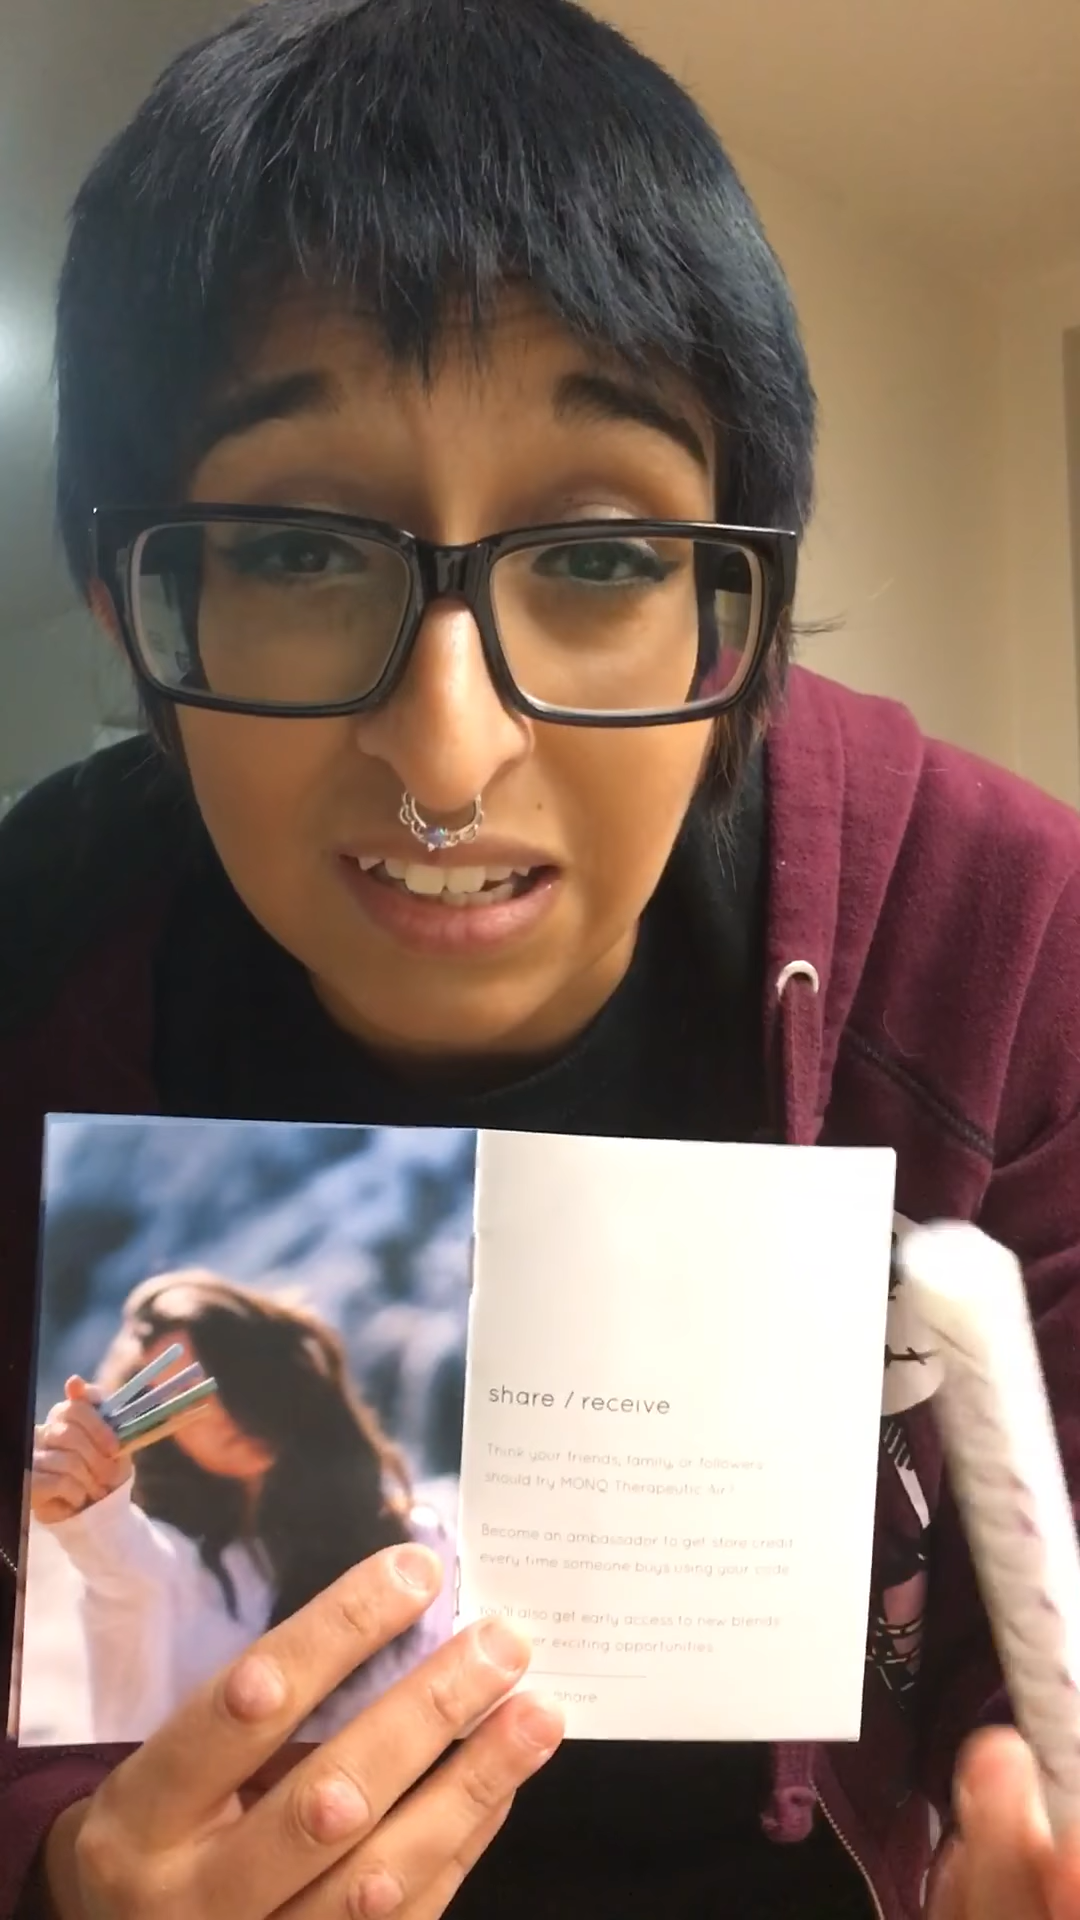 share / receive
Think your friends, family, or followers
should try MONQ Therapeutic Air?
Become an ambassador to get store credit
every time someone buys using your code.
You'll also get early access to new blends
exciting opportunities.
share